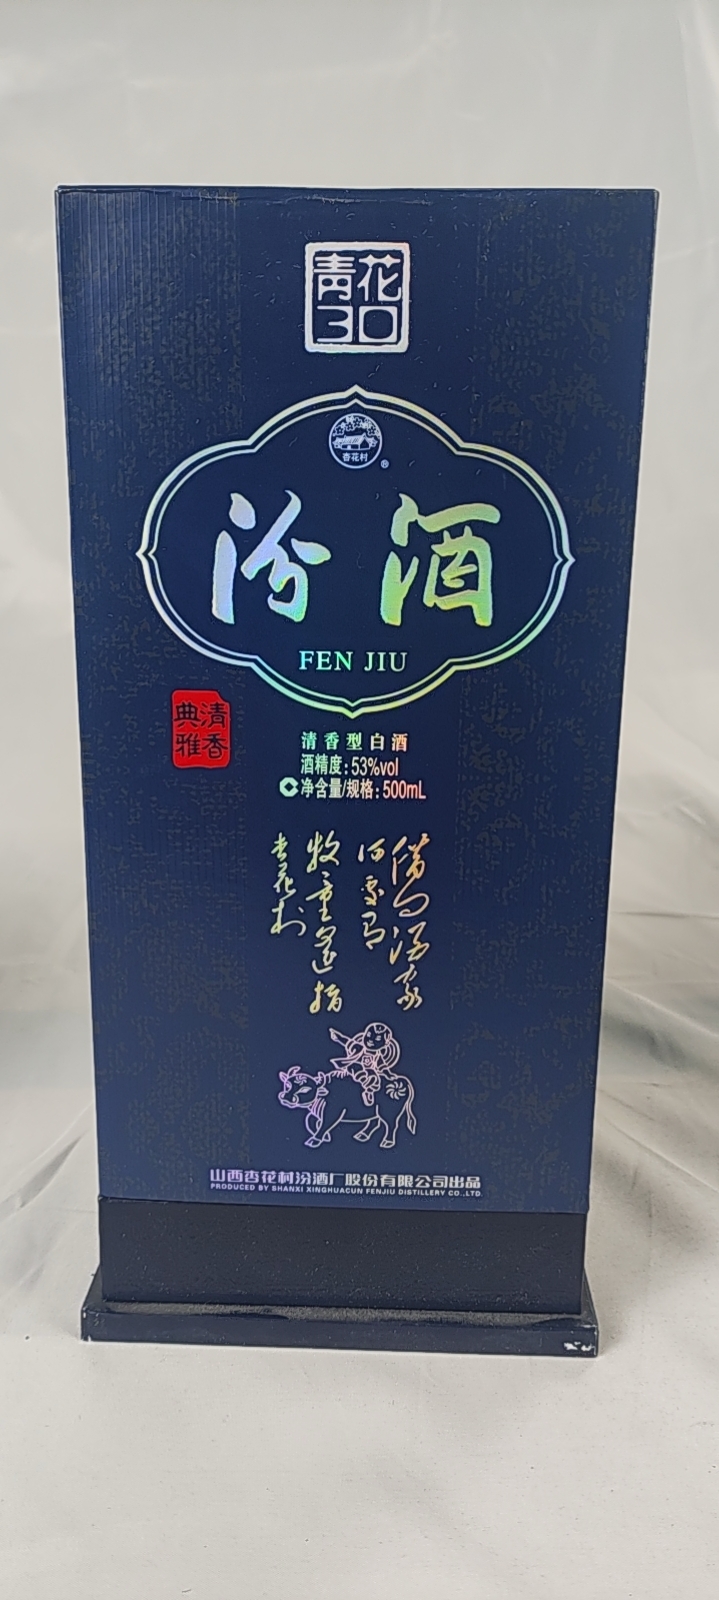 青花
30
杏花村
®
汾酒
FEN JIU
清香
典雅
清香型白酒
酒精度:53%vol
净含量/规格:500mL
借问酒家
何处有
牧童遥指
杏花村
山西杏花村汾酒厂股份有限公司出品
PRODUCED BY SHANXI XINGHUACUN FENJIU DISTILLERY CO.,LTD.